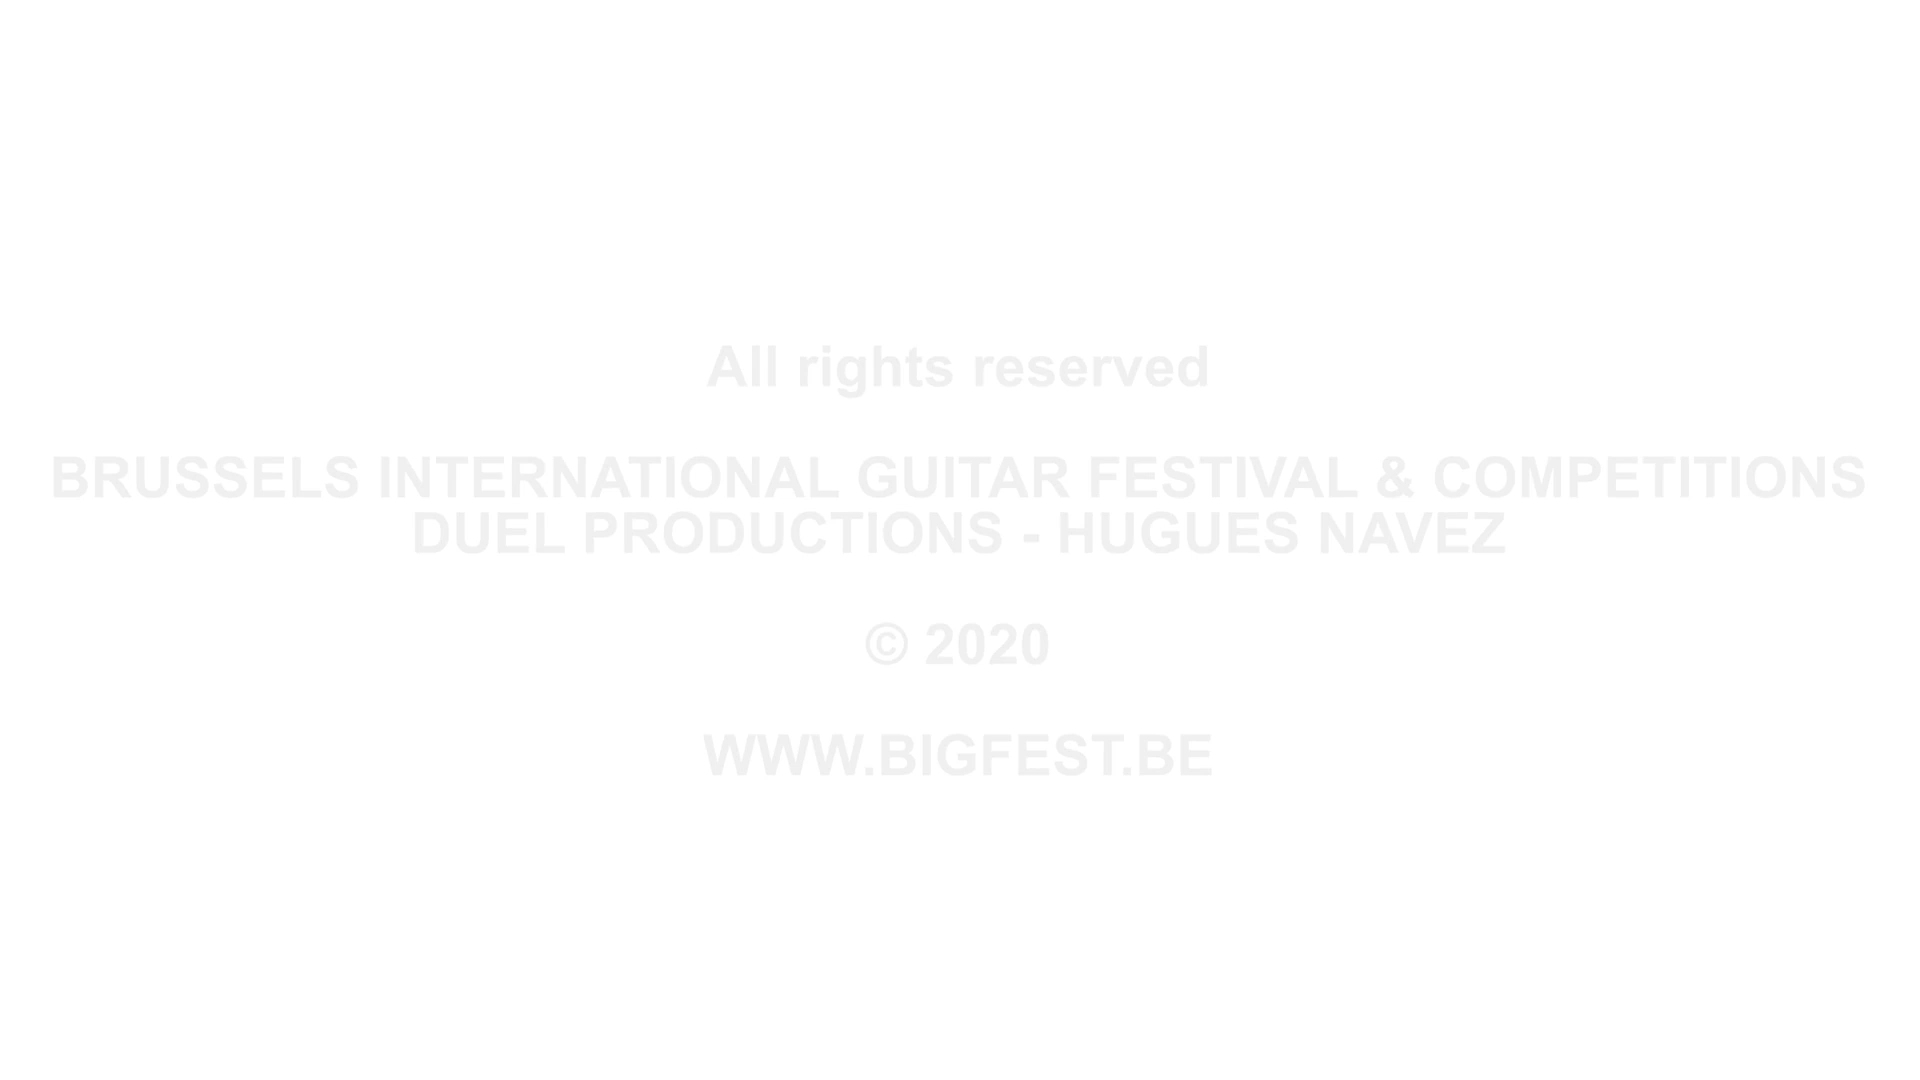 All rights reserved
BRUSSELS INTERNATIONAL GUITAR FESTIVAL & COMPETITIONS
DUEL PRODUCTIONS - HUGUES NAVEZ
© 2020
WWW.BIGFEST.BE